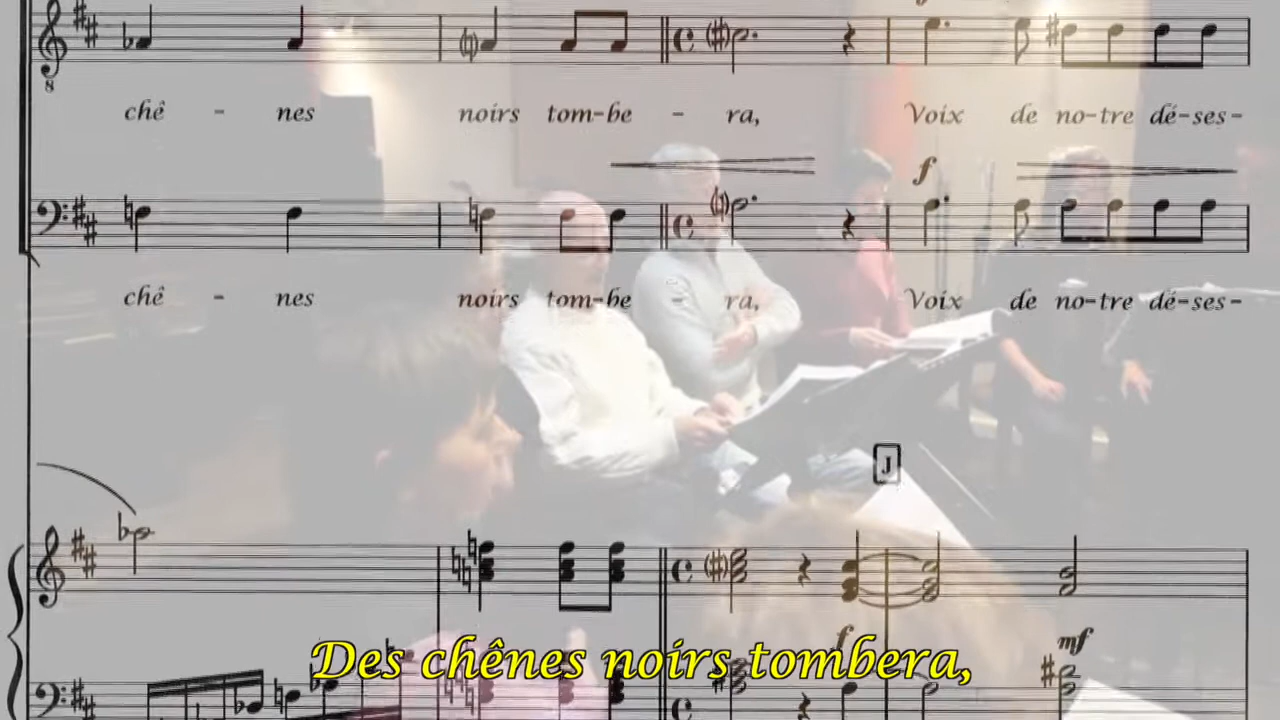 chê - nes noirs tom-be - ra, Voix de no-tre dé-ses-
f
chê - nes noirs tom-be ra, Voix de no-tre dé-ses-
J
f mf
Des chênes noirs tombera,